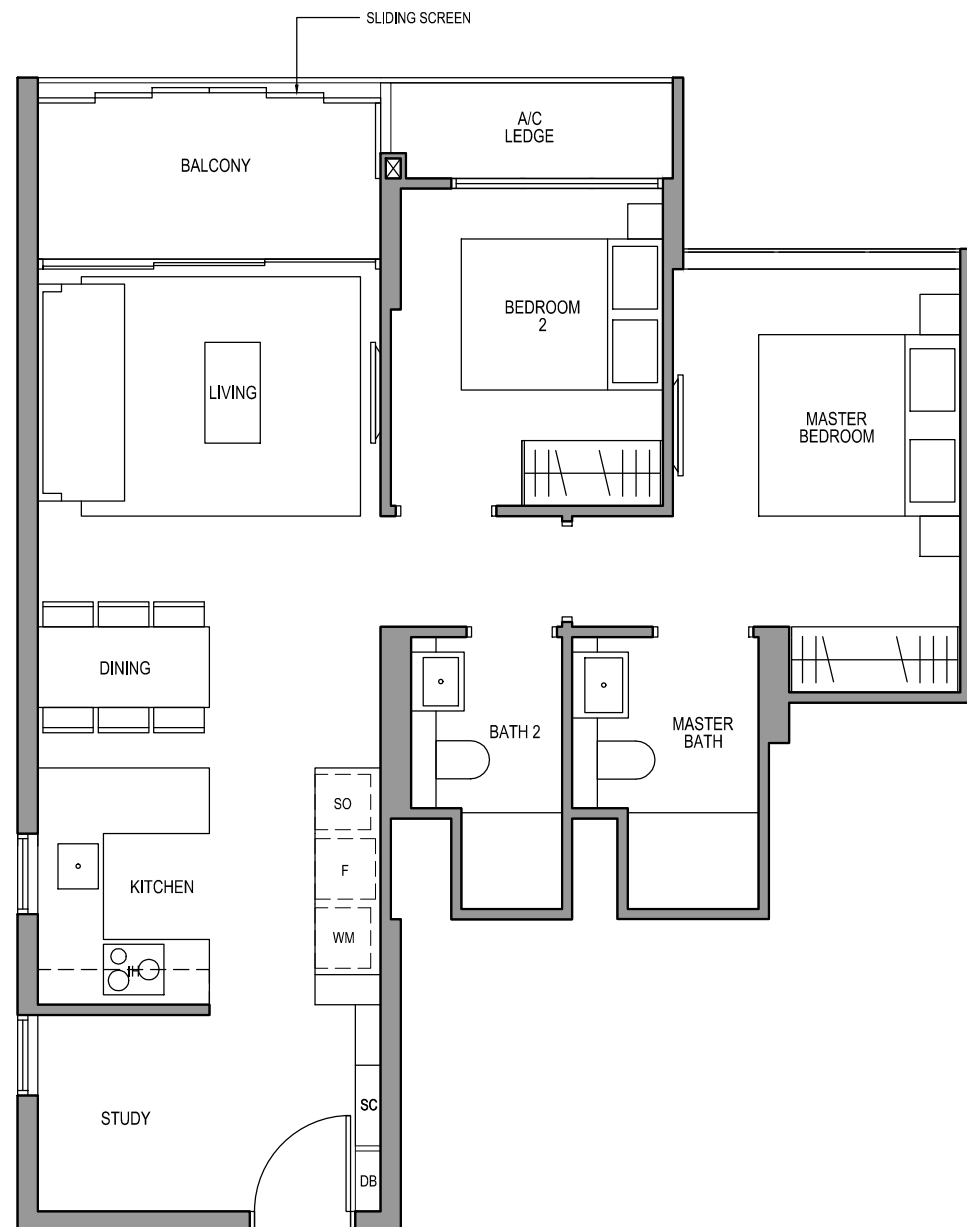 SLIDING SCREEN
A/C
LEDGE
BALCONY
BEDROOM
2
LIVING
MASTER
BEDROOM
DINING
BATH 2
MASTER
BATH
SO
F
KITCHEN
WM
H
STUDY
SC
DB